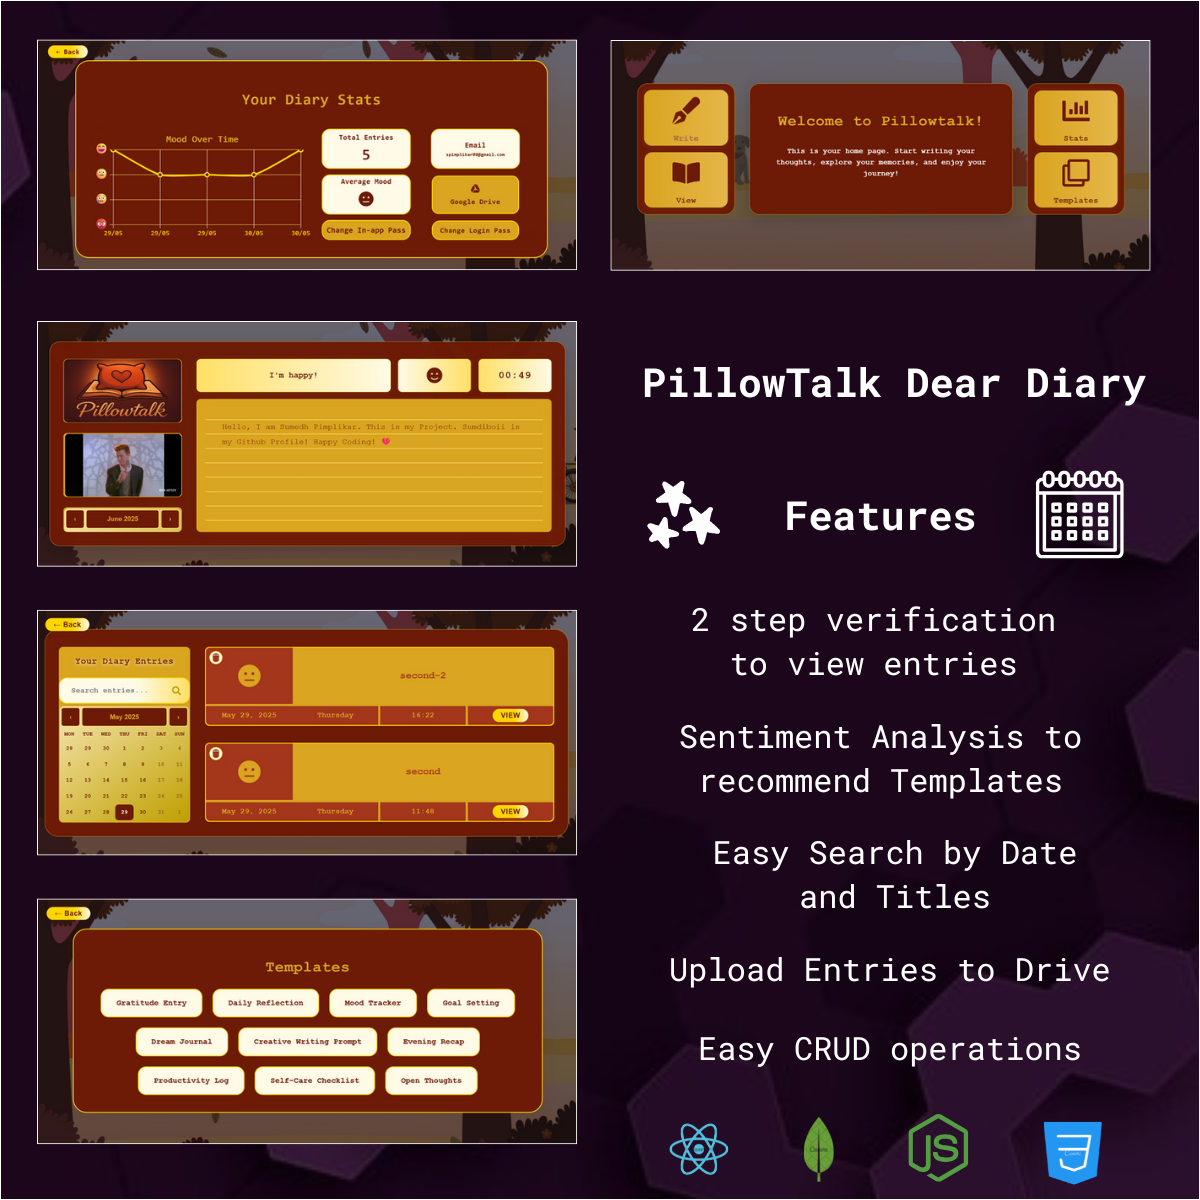 ← Back
Your Diary Stats
Mood Over Time
29/05 29/05 29/05 30/05 30/05
Total Entries
5
Average Mood
Change In-app Pass
Email
spimplikar08@gmail.com
Google Drive
Change Login Pass
Write
View
Welcome to Pillowtalk!
This is your home page. Start writing your
thoughts, explore your memories, and enjoy your
journey!
Stats
Templates
Pillowtalk
‹ June 2025 ›
I'm happy!
00:49
Hello, I am Sumedh Pimplikar. This is my Project. Sumdiboii is
my Github Profile! Happy Coding!
PillowTalk Dear Diary
Features
2 step verification
to view entries
Sentiment Analysis to
recommend Templates
Easy Search by Date
and Titles
Upload Entries to Drive
Easy CRUD operations
← Back
Your Diary Entries
Search entries...
‹ May 2025 ›
MON TUE WED THU FRI SAT SUN
28 29 30 1 2 3 4
5 6 7 8 9 10 11
12 13 14 15 16 17 18
19 20 21 22 23 24 25
26 27 28 29 30 31 1
second-2
May 29, 2025 Thursday 16:22 VIEW
second
May 29, 2025 Thursday 11:48 VIEW
← Back
Templates
Gratitude Entry Daily Reflection Mood Tracker Goal Setting
Dream Journal Creative Writing Prompt Evening Recap
Productivity Log Self-Care Checklist Open Thoughts
JS
3